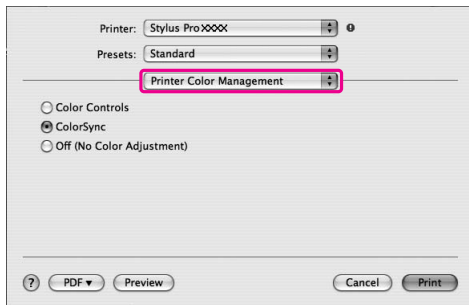 Printer: Stylus Pro XXXX
Presets: Standard
Printer Color Management
Color Controls
ColorSync
Off (No Color Adjustment)
? PDF ▼ Preview Cancel Print